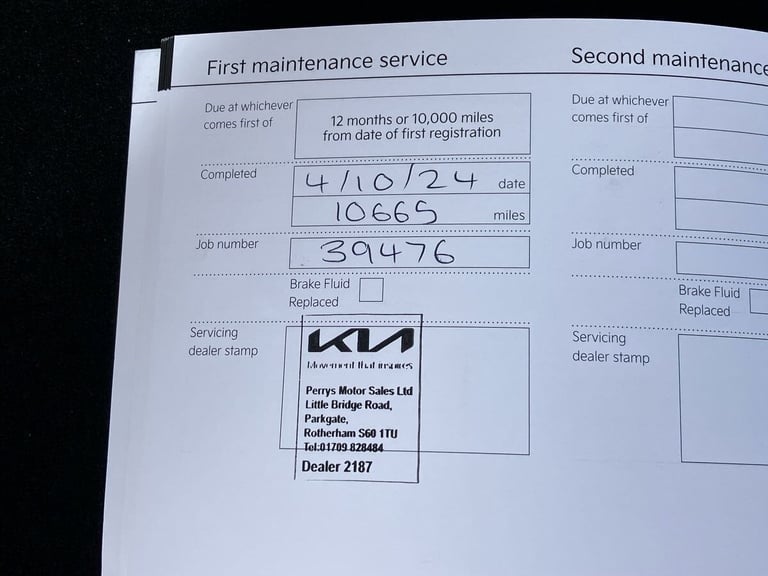 First maintenance service
Due at whichever
comes first of
12 months or 10,000 miles
from date of first registration
Completed
4/10/24 date
10665 miles
Job number
39476
Brake Fluid
Replaced
Servicing
dealer stamp
KIA
Movement that inspires
Perrys Motor Sales Ltd
Little Bridge Road,
Parkgate,
Rotherham S60 1TU
Tel:01709 828484
Dealer 2187
Second maintenance
Due at whichever
comes first of
Completed
Job number
Brake Fluid
Replaced
Servicing
dealer stamp